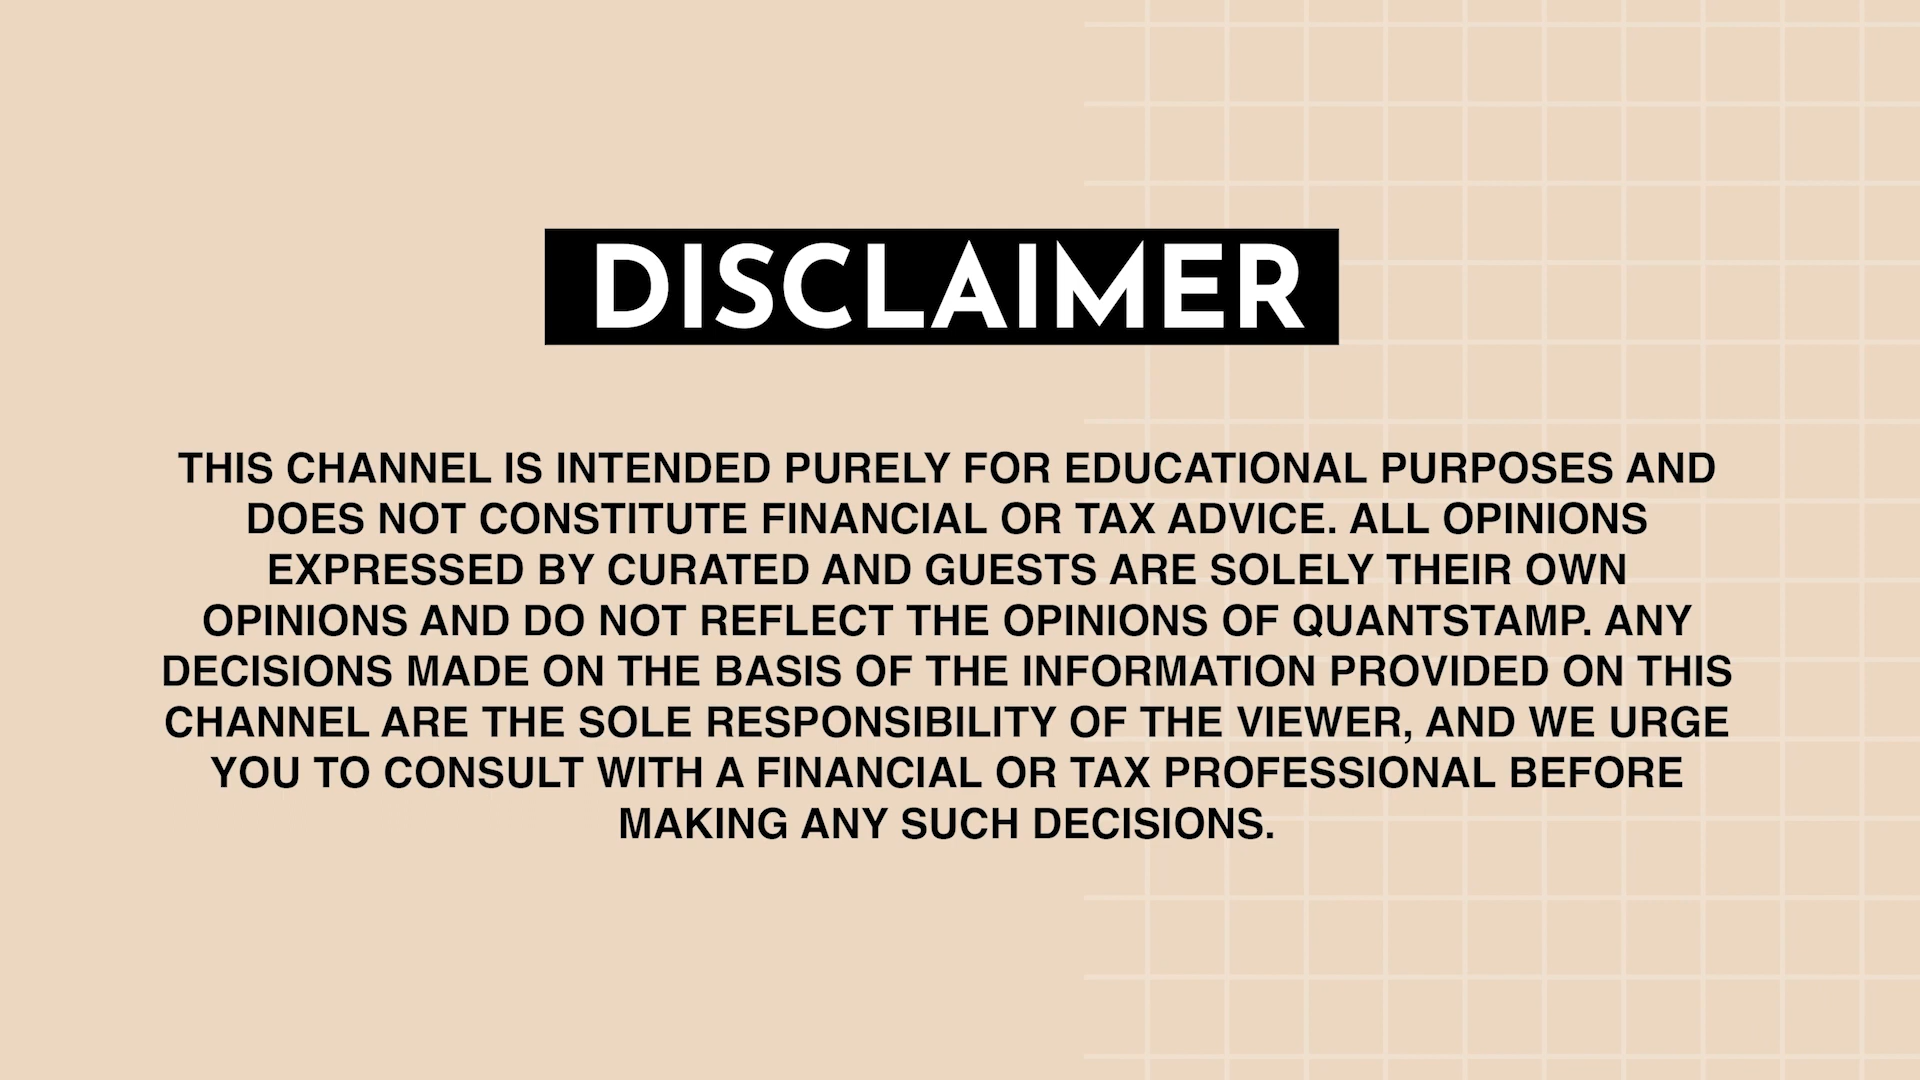 DISCLAIMER
THIS CHANNEL IS INTENDED PURELY FOR EDUCATIONAL PURPOSES AND
DOES NOT CONSTITUTE FINANCIAL OR TAX ADVICE. ALL OPINIONS
EXPRESSED BY CURATED AND GUESTS ARE SOLELY THEIR OWN
OPINIONS AND DO NOT REFLECT THE OPINIONS OF QUANTSTAMP. ANY
DECISIONS MADE ON THE BASIS OF THE INFORMATION PROVIDED ON THIS
CHANNEL ARE THE SOLE RESPONSIBILITY OF THE VIEWER, AND WE URGE
YOU TO CONSULT WITH A FINANCIAL OR TAX PROFESSIONAL BEFORE
MAKING ANY SUCH DECISIONS.